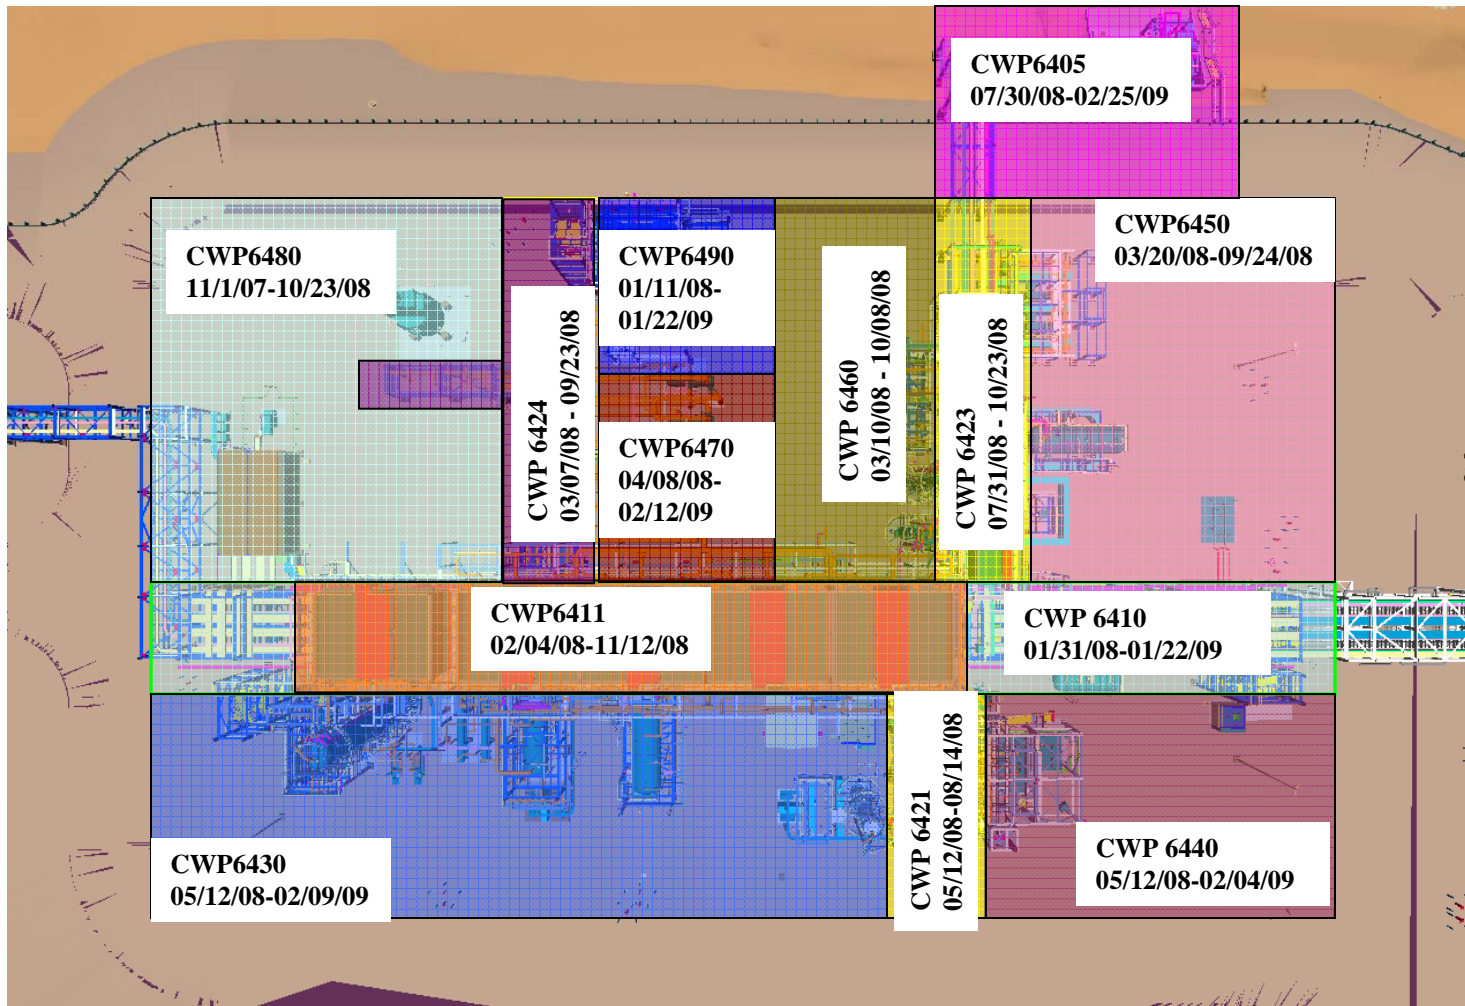 CWP6405
07/30/08-02/25/09
CWP6480
11/1/07-10/23/08
CWP 6424
03/07/08 - 09/23/08
CWP6490
01/11/08-
01/22/09
CWP6470
04/08/08-
02/12/09
CWP 6460
03/10/08 - 10/08/08
CWP 6423
07/31/08 - 10/23/08
CWP6450
03/20/08-09/24/08
CWP6411
02/04/08-11/12/08
CWP 6410
01/31/08-01/22/09
CWP6430
05/12/08-02/09/09
CWP 6421
05/12/08-08/14/08
CWP 6440
05/12/08-02/04/09